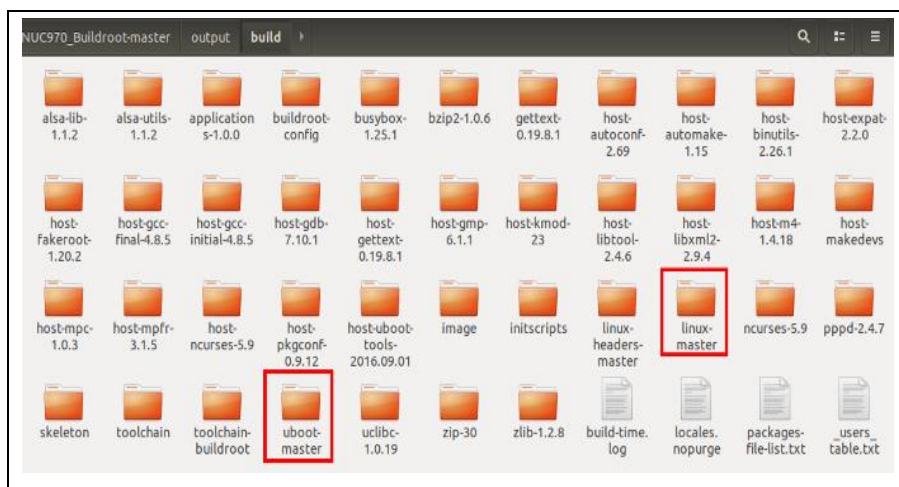 NUC970_Buildroot-master output build
alsa-lib- alsa-utils- application buildroot- busybox- bzip2-1.0.6 gettext- host- host- host- host-expat-
1.1.2 1.1.2 s-1.0.0 config 1.25.1 0.19.8.1 autoconf- automake- binutils- 2.2.0
2.69 1.15 2.26.1
host- host-gcc- host-gcc- host-gdb- host- host-gmp- host-kmod- host- host- host-m4- host-
fakeroot- final-4.8.5 initial-4.8.5 7.10.1 gettext- 6.1.1 23 libtool- libxml2- 1.4.18 makedevs
1.20.2 0.19.8.1 2.4.6 2.9.4
host-mpc- host-mpfr- host- host- host-uboot- image initscripts linux- linux- ncurses-5.9 pppd-2.4.7
1.0.3 3.1.5 ncurses-5.9 pkgconf- tools- headers- master
0.9.12 2016.09.01 master
skeleton toolchain toolchain- uboot- uclibc- zip-30 zlib-1.2.8 build-time. locales. packages- _users_
buildroot master 1.0.19 log nopurge file-list.txt table.txt